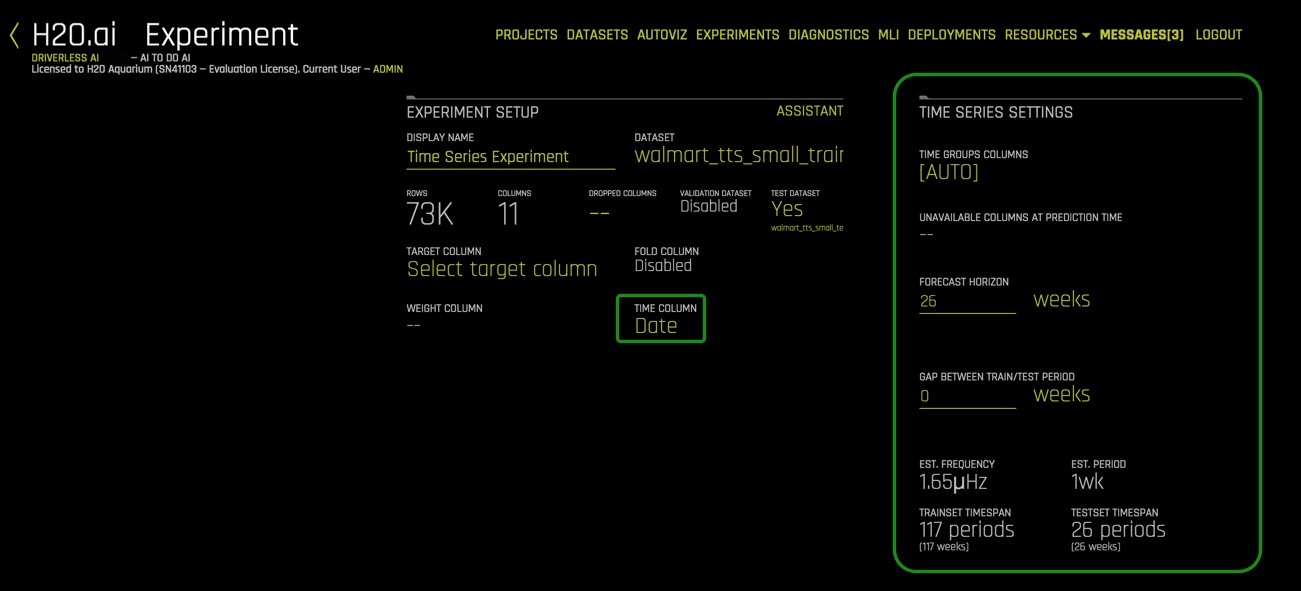 H2O.ai Experiment
DRIVERLESS AI — AI TO DO AI
Licensed to H2O Aquarium (SN41103 — Evaluation License). Current User — ADMIN
PROJECTS DATASETS AUTOVIZ EXPERIMENTS DIAGNOSTICS MLI DEPLOYMENTS RESOURCES MESSAGES[3] LOGOUT
EXPERIMENT SETUP ASSISTANT
DISPLAY NAME DATASET
Time Series Experiment walmart_tts_small_train
ROWS COLUMNS DROPPED COLUMNS VALIDATION DATASET TEST DATASET
73K 11 -- Disabled Yes
walmart_tts_small_te
TARGET COLUMN FOLD COLUMN
Select target column Disabled
WEIGHT COLUMN TIME COLUMN
-- Date
TIME SERIES SETTINGS
TIME GROUPS COLUMNS
[AUTO]
UNAVAILABLE COLUMNS AT PREDICTION TIME
--
FORECAST HORIZON
26 weeks
GAP BETWEEN TRAIN/TEST PERIOD
0 weeks
EST. FREQUENCY EST. PERIOD
1.65µHz 1wk
TRAINSET TIMESPAN TESTSET TIMESPAN
117 periods 26 periods
(117 weeks) (26 weeks)